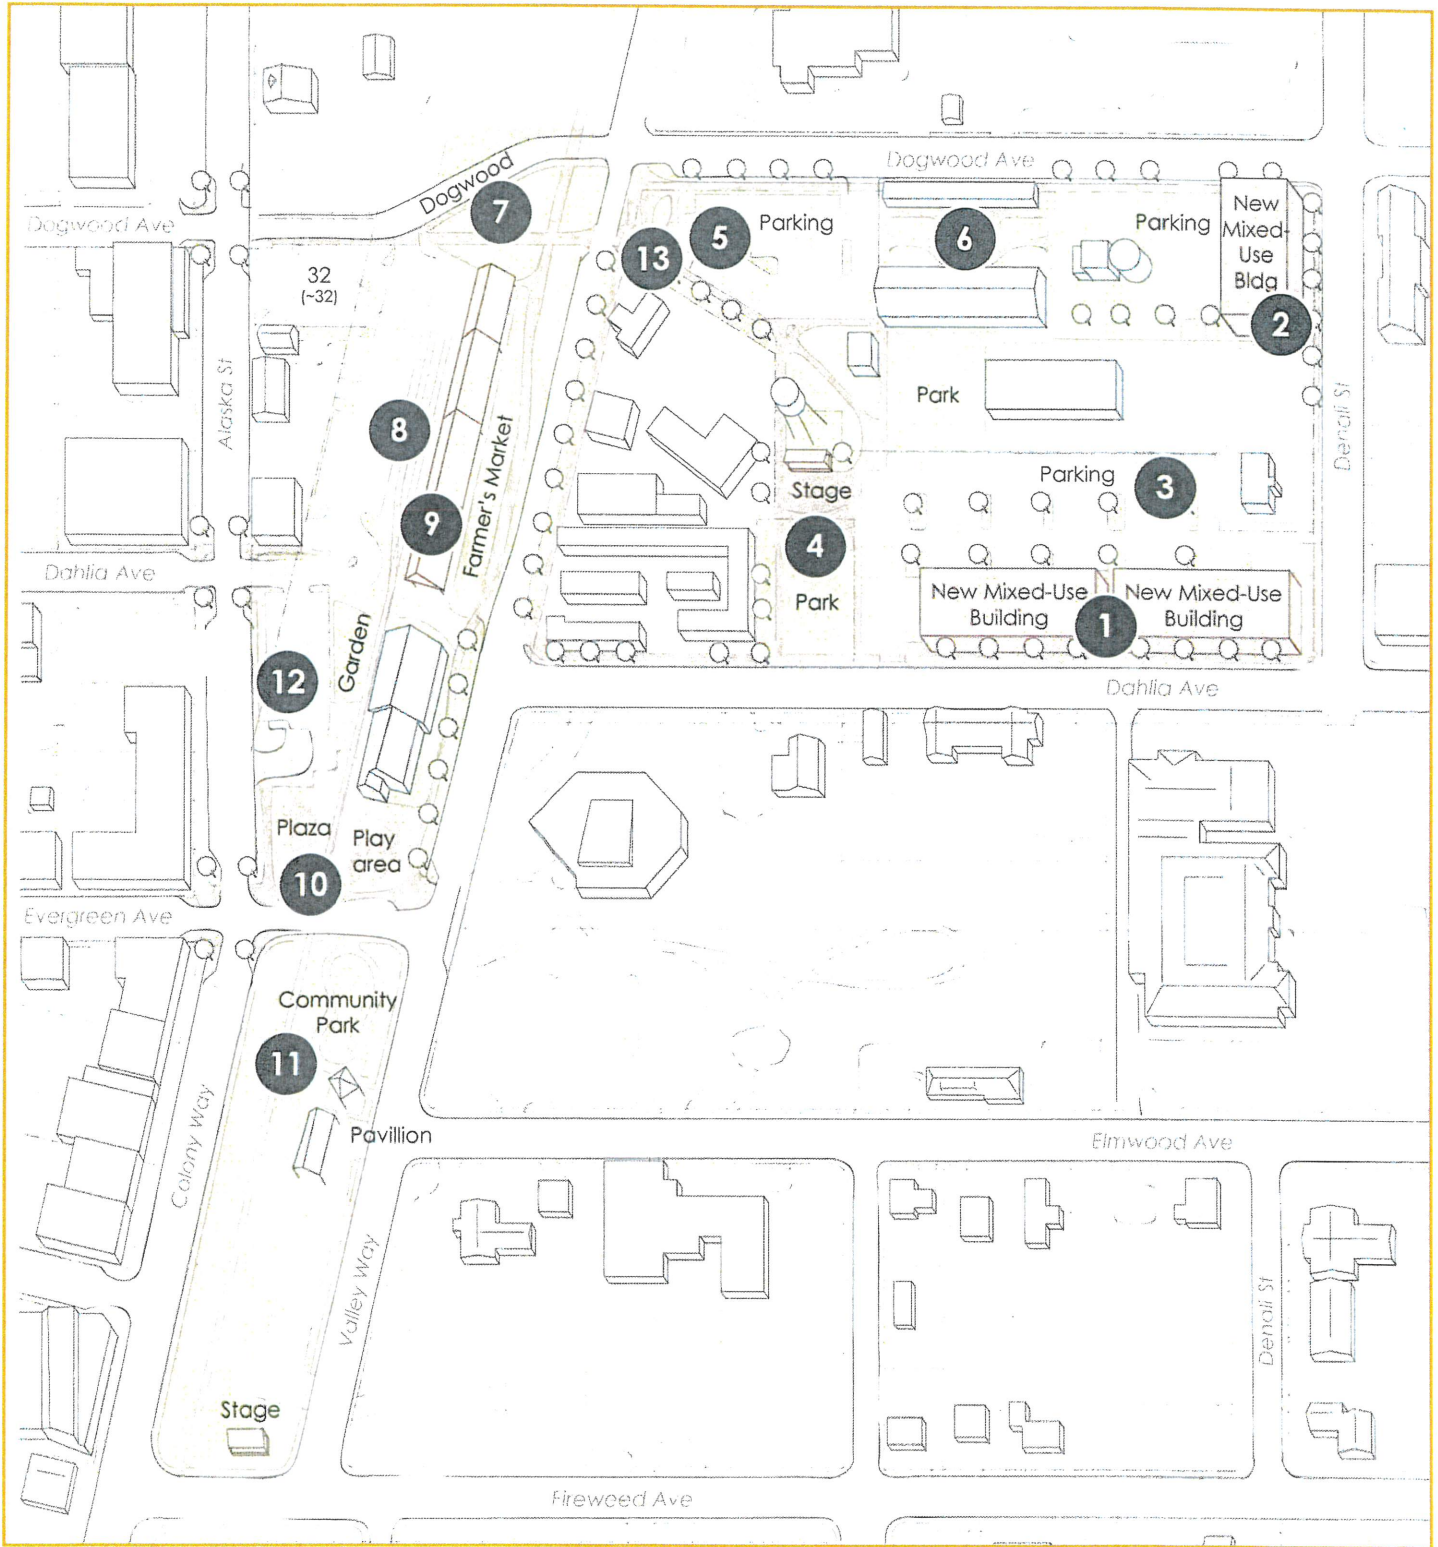 Dogwood Ave
Dogwood
7
5
Parking
6
Parking
New
Mixed-
Use
Bldg
2
Dogwood Ave
13
32
(~32)
Alaska St
8
Farmer's Market
9
Park
Denali St
Parking
3
Stage
4
Park
New Mixed-Use
Building
1
New Mixed-Use
Building
Dahlia Ave
Garden
12
Dahlia Ave
Plaza
Play
area
10
Evergreen Ave
Community
Park
11
Pavillion
Colony Way
Elmwood Ave
Valley Way
Denali St
Stage
Fireweed Ave